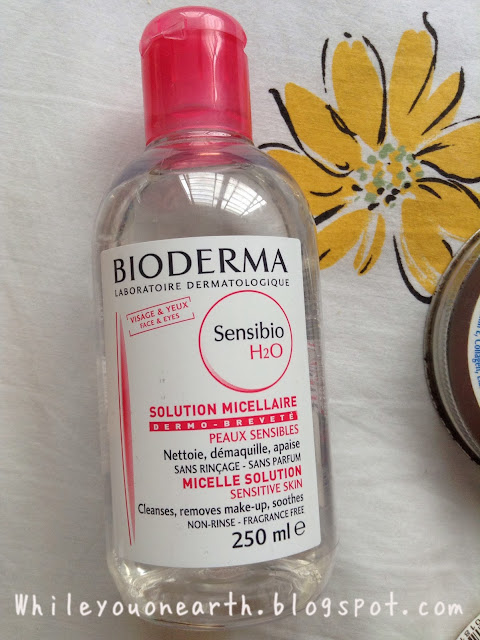 BIODERMA
LABORATOIRE DERMATOLOGIQUE
VISAGE & YEUX
FACE & EYES
Sensibio
H2O
SOLUTION MICELLAIRE
DERMO-BREVETÉ
PEAUX SENSIBLES
Nettoie, démaquille, apaise
SANS RINÇAGE - SANS PARFUM
MICELLE SOLUTION
SENSITIVE SKIN
Cleanses, removes make-up, soothes
NON-RINSE - FRAGRANCE FREE
250 ml ℮
Whileyouonearth.blogspot.com